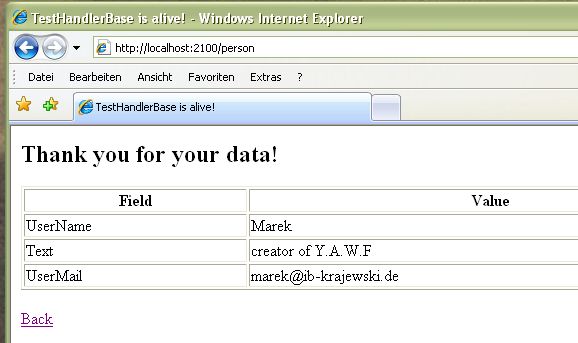 TestHandlerBase is alive! - Windows Internet Explorer
http://localhost:2100/person
Datei Bearbeiten Ansicht Favoriten Extras ?
TestHandlerBase is alive!
Thank you for your data!
Field Value
UserName Marek
Text creator of Y.A.W.F
UserMail marek@ib-krajewski.de
Back